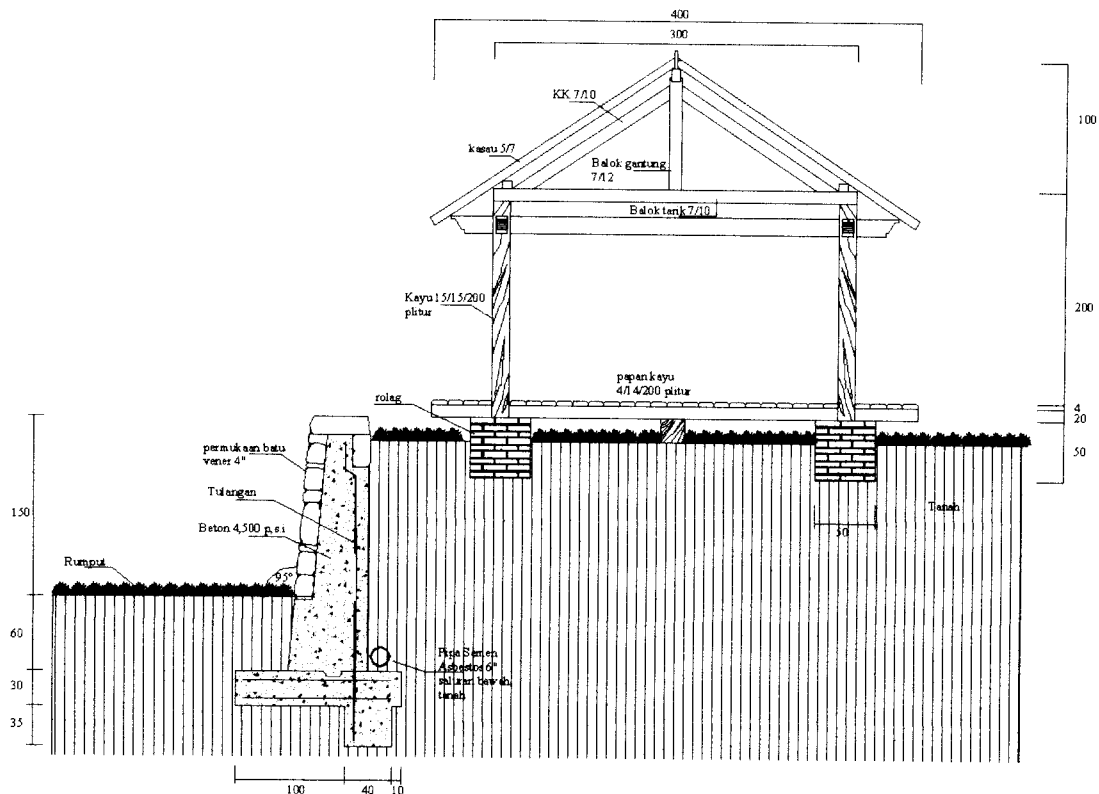 400
300
KK 7/10
100
kasau 5/7
Balok gantung
7/12
Balok tarik 7/10
Kayu 15/15/200
plitur
200
papan kayu
4/14/200 plitur
rolag
4
20
50
permukaan batu
vener 4"
Tulangan
150
Beton 4,500 p,s.i
Tanah
50
Rumput
95°
60
Pipa Semen
Asbestos 6"
saluran bawah,
tanah
30
35
100
40
10